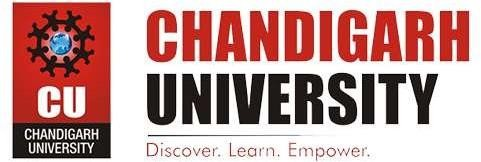 CU
CHANDIGARH
UNIVERSITY
CHANDIGARH
UNIVERSITY
Discover. Learn. Empower.